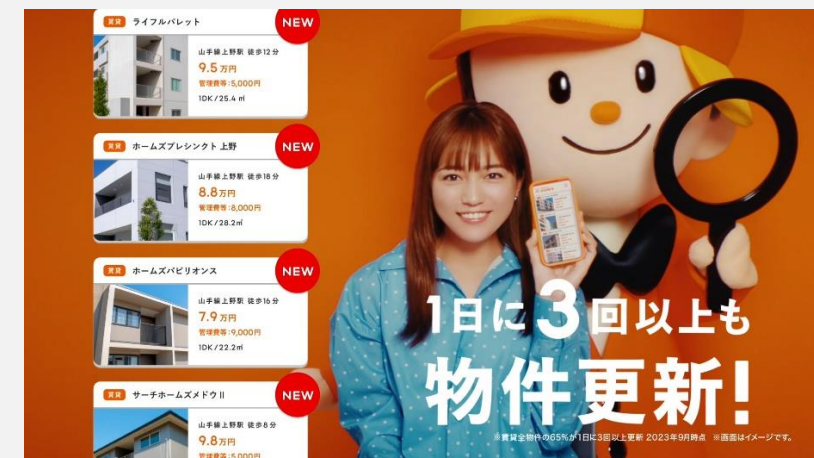 賃貸 ライフルパレット
NEW
山手線上野駅 徒歩12分
9.5万円
管理費等:5,000円
1DK/25.4㎡
賃貸 ホームズプレシンクト 上野
NEW
山手線上野駅 徒歩18分
8.8万円
管理費等:8,000円
1DK/28.2㎡
賃貸 ホームズパビリオンス
NEW
山手線上野駅 徒歩16分
7.9万円
管理費等:9,000円
1DK/22.2㎡
賃貸 サーチホームズメドウⅡ
NEW
山手線上野駅 徒歩8分
9.8万円
管理費等:5,000円
1日に3回以上も
物件更新!
※賃貸全物件の65%が1日に3回以上更新 2023年9月時点 ※画面はイメージです。